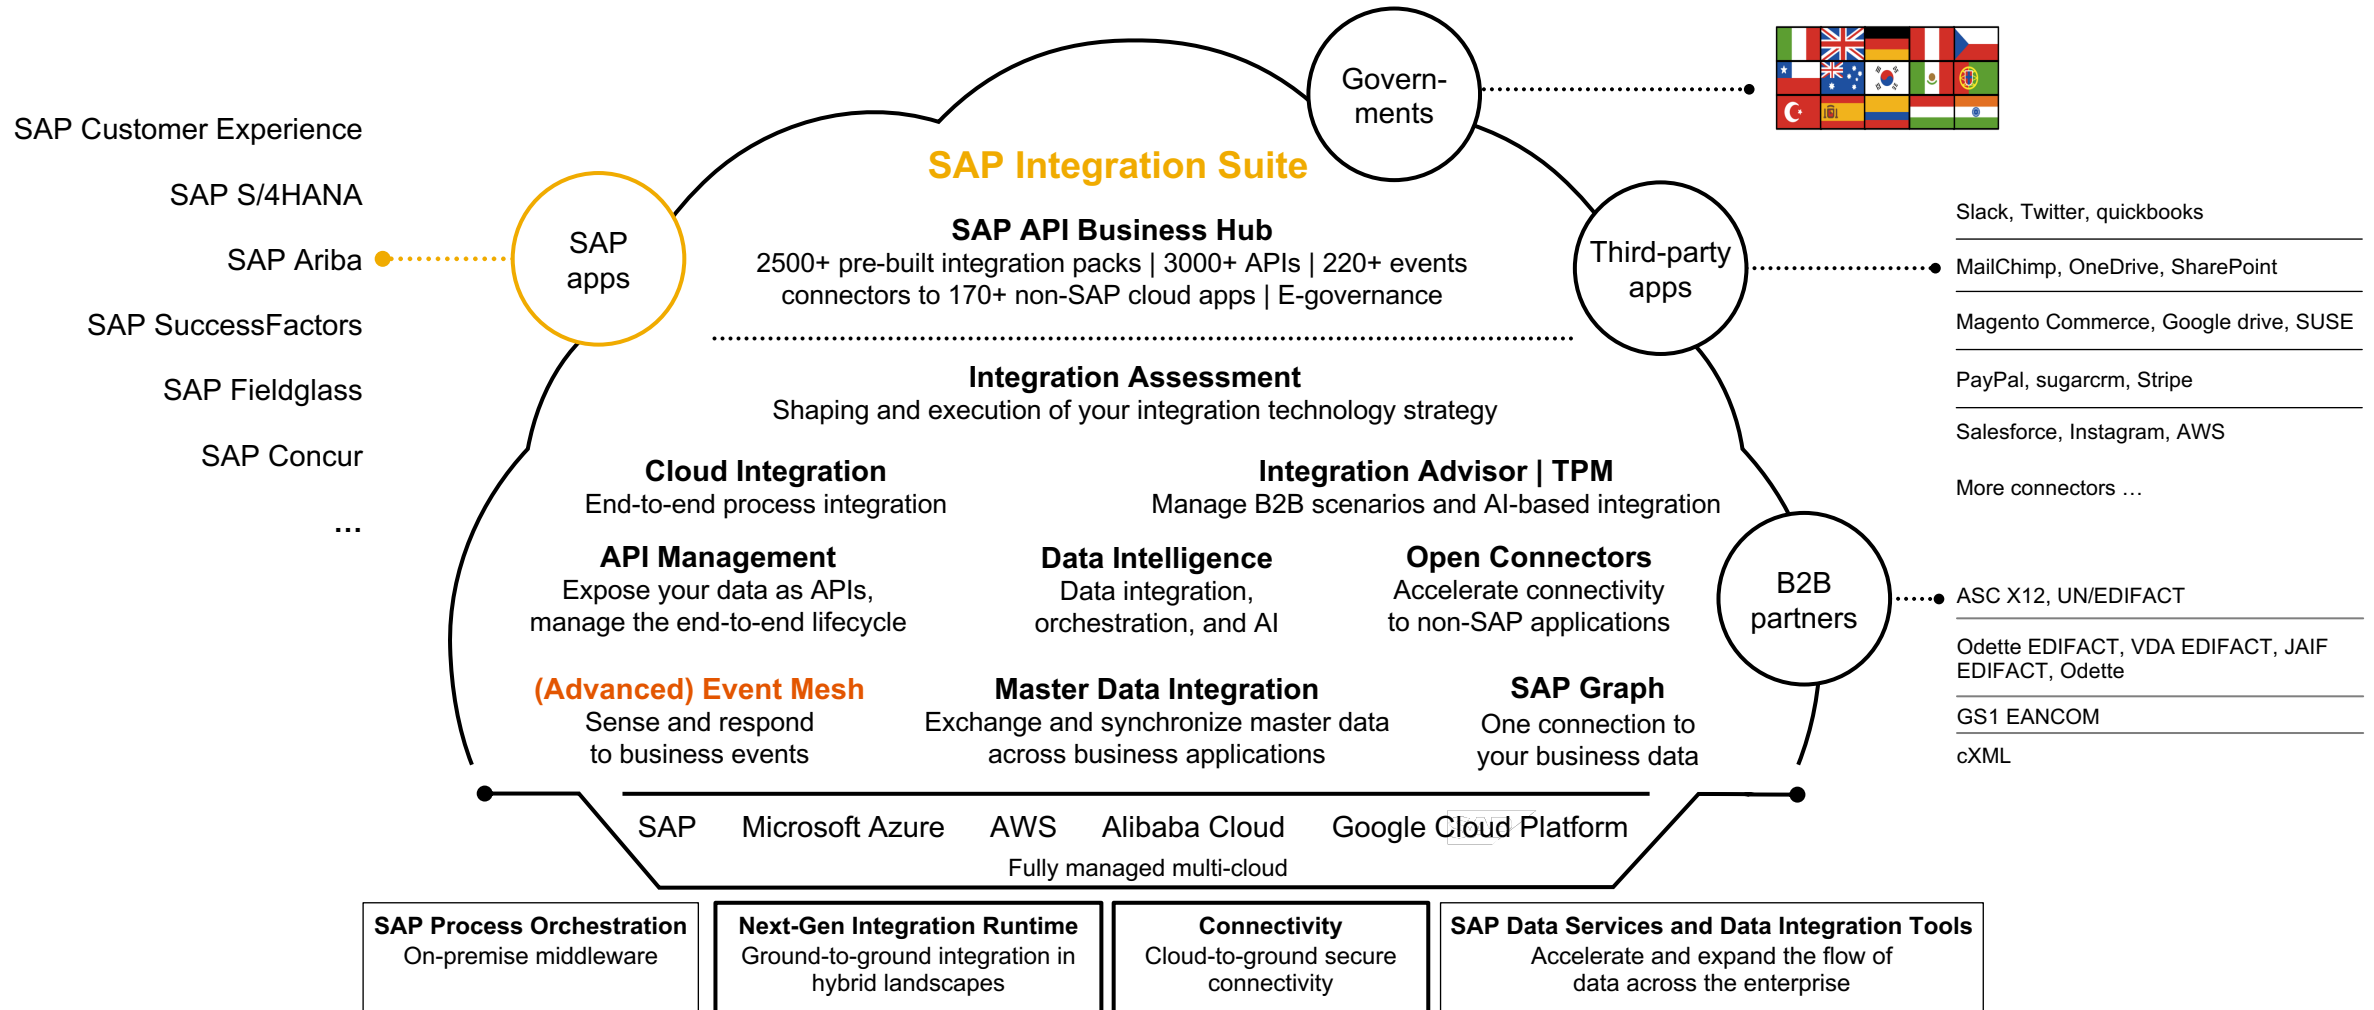 Govern-
ments
SAP Customer Experience
SAP S/4HANA
SAP Ariba
SAP SuccessFactors
SAP Fieldglass
SAP Concur
...
SAP
apps
SAP Integration Suite
SAP API Business Hub
2500+ pre-built integration packs | 3000+ APIs | 220+ events
connectors to 170+ non-SAP cloud apps | E-governance
Third-party
apps
Slack, Twitter, quickbooks
MailChimp, OneDrive, SharePoint
Magento Commerce, Google drive, SUSE
PayPal, sugarcrm, Stripe
Salesforce, Instagram, AWS
More connectors …
Integration Assessment
Shaping and execution of your integration technology strategy
Cloud Integration
End-to-end process integration
Integration Advisor | TPM
Manage B2B scenarios and AI-based integration
API Management
Expose your data as APIs,
manage the end-to-end lifecycle
Data Intelligence
Data integration,
orchestration, and AI
Open Connectors
Accelerate connectivity
to non-SAP applications
B2B
partners
ASC X12, UN/EDIFACT
Odette EDIFACT, VDA EDIFACT, JAIF
EDIFACT, Odette
GS1 EANCOM
cXML
(Advanced) Event Mesh
Sense and respond
to business events
Master Data Integration
Exchange and synchronize master data
across business applications
SAP Graph
One connection to
your business data
SAP Microsoft Azure AWS Alibaba Cloud Google Cloud Platform
SAP
Fully managed multi-cloud
SAP Process Orchestration
On-premise middleware
Next-Gen Integration Runtime
Ground-to-ground integration in
hybrid landscapes
Connectivity
Cloud-to-ground secure
connectivity
SAP Data Services and Data Integration Tools
Accelerate and expand the flow of
data across the enterprise